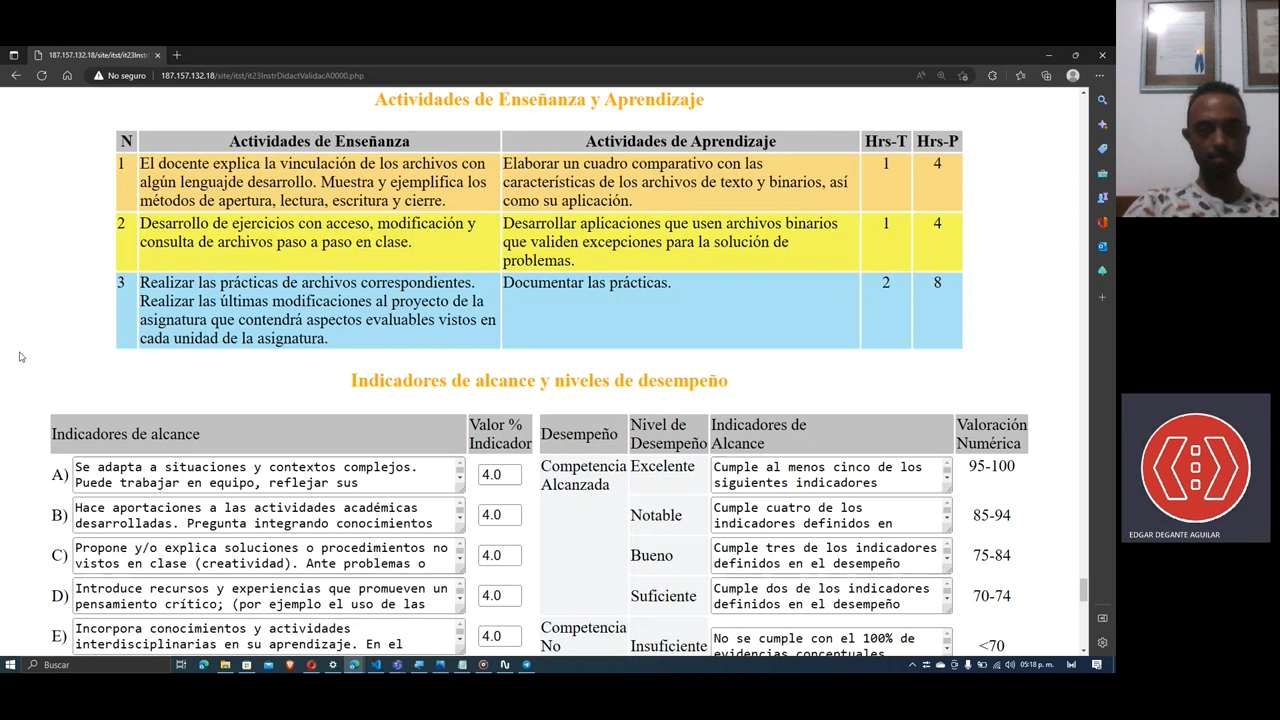 187.157.132.18/site/itst/it23Instr
No seguro
187.157.132.18/site/itst/it23InstrDidactValidacA0000.php
Actividades de Enseñanza y Aprendizaje
N Actividades de Enseñanza Actividades de Aprendizaje Hrs-T Hrs-P
1 El docente explica la vinculación de los archivos con
algún lenguajde desarrollo. Muestra y ejemplifica los
métodos de apertura, lectura, escritura y cierre.
Elaborar un cuadro comparativo con las
características de los archivos de texto y binarios, así
como su aplicación.
1 4
2 Desarrollo de ejercicios con acceso, modificación y
consulta de archivos paso a paso en clase.
Desarrollar aplicaciones que usen archivos binarios
que validen excepciones para la solución de
problemas.
1 4
3 Realizar las prácticas de archivos correspondientes.
Realizar las últimas modificaciones al proyecto de la
asignatura que contendrá aspectos evaluables vistos en
cada unidad de la asignatura.
Documentar las prácticas.
2 8
Indicadores de alcance y niveles de desempeño
Indicadores de alcance
Valor %
Indicador
A) Se adapta a situaciones y contextos complejos.
Puede trabajar en equipo, reflejar sus
4.0
B) Hace aportaciones a las actividades académicas
desarrolladas. Pregunta integrando conocimientos
4.0
C) Propone y/o explica soluciones o procedimientos no
vistos en clase (creatividad). Ante problemas o
4.0
D) Introduce recursos y experiencias que promueven un
pensamiento crítico; (por ejemplo el uso de las
4.0
E) Incorpora conocimientos y actividades
interdisciplinarias en su aprendizaje. En el
4.0
Desempeño
Nivel de
Desempeño
Indicadores de
Alcance
Valoración
Numérica
Competencia
Alcanzada
Excelente
Cumple al menos cinco de los
siguientes indicadores
95-100
Notable
Cumple cuatro de los
indicadores definidos en
85-94
Bueno
Cumple tres de los indicadores
definidos en el desempeño
75-84
Suficiente
Cumple dos de los indicadores
definidos en el desempeño
70-74
Competencia
No
Insuficiente
No se cumple con el 100% de
evidencias conceptuales
<70
EDGAR DEGANTE AGUILAR
Buscar
05:18 p. m.